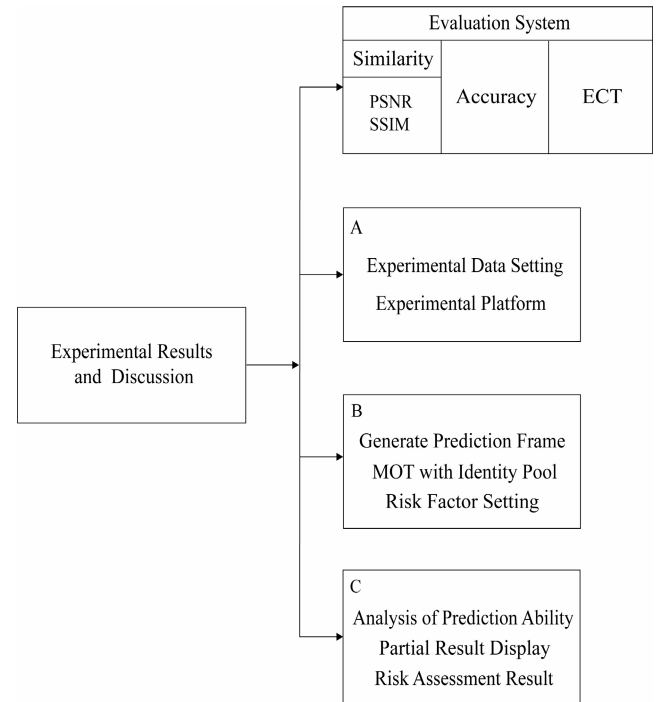 Evaluation System
Similarity
PSNR
SSIM
Accuracy
ECT
A
Experimental Data Setting
Experimental Platform
Experimental Results
and Discussion
B
Generate Prediction Frame
MOT with Identity Pool
Risk Factor Setting
C
Analysis of Prediction Ability
Partial Result Display
Risk Assessment Result